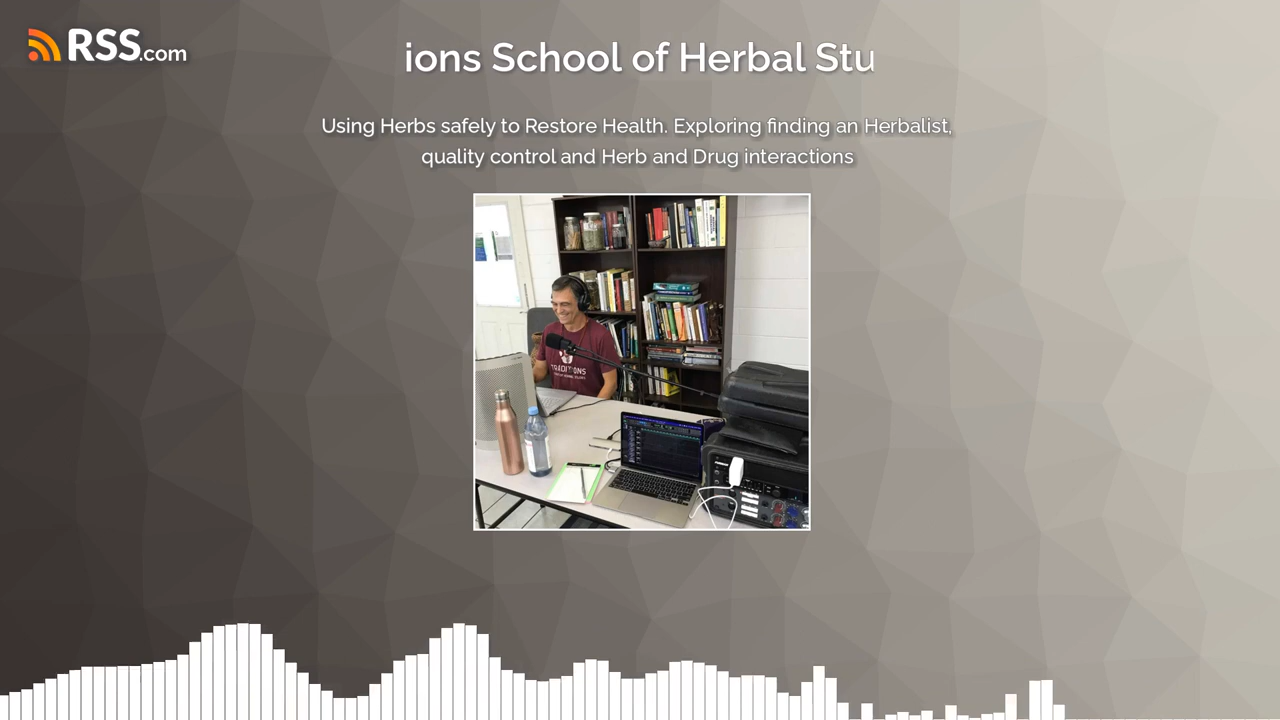 RSS.com
ions School of Herbal Stu
Using Herbs safely to Restore Health. Exploring finding an Herbalist,
quality control and Herb and Drug interactions
TRADITIONS